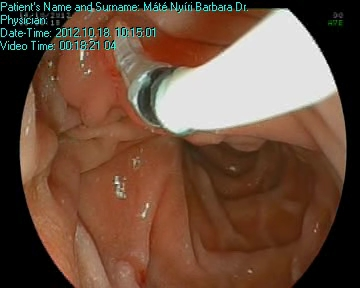 Patient's Name and Surname: Máté Nyíri Barbara Dr.
Physician:
Date-Time: 2012.10.18. 10:15:01
Video Time: 00:18:21.04